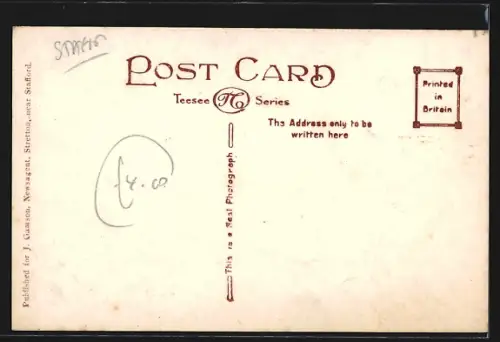 STAFFS
POST CARD
Teesee TC Series
The Address only to be
written here
Printed
in
Britain
This is a Real Photograph
£4.00
Published for J. Gamson, Newsagent, Stretton, near Stafford.